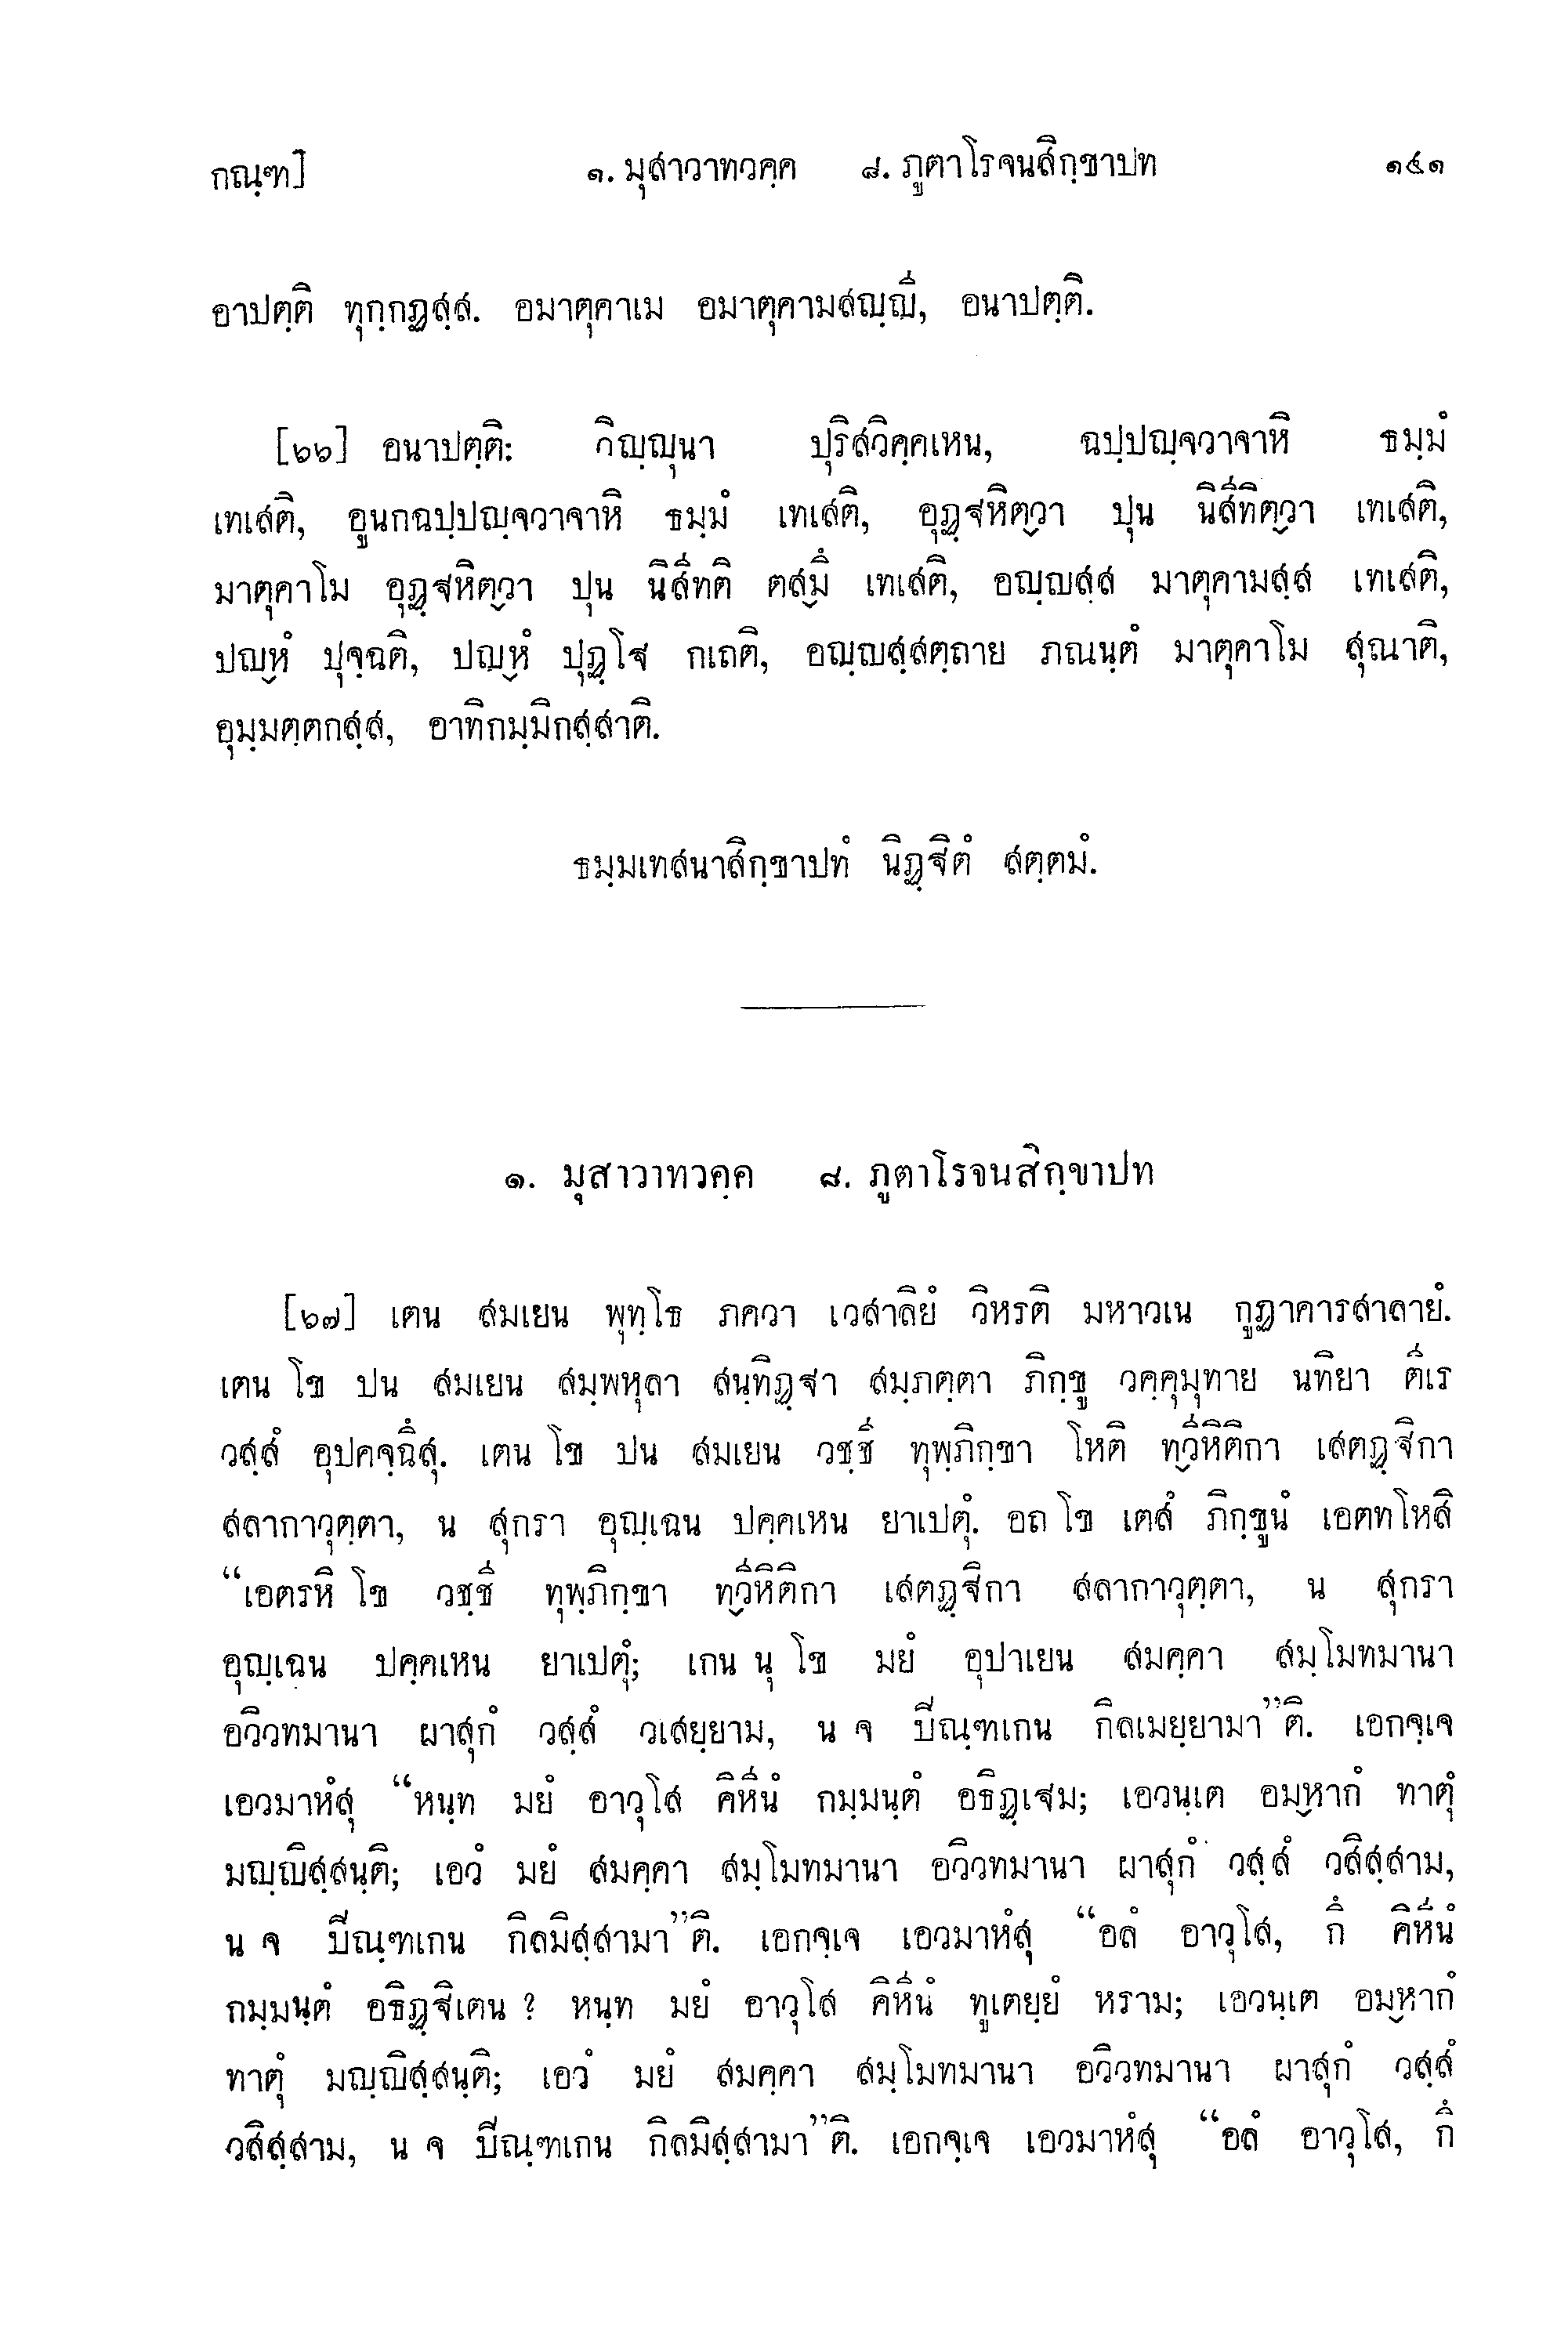 กณฺฑ]
๑. มุสาวาทวคฺค ๘. ภูตาโรจนสิกฺขาปท
๑๔๑
อาปตฺติ ทุกฺกฏสฺส. อมาตุคาเม อมาตุคามสญฺญี, อนาปตฺติ.
[๖๖] อนาปตฺติ: วิญฺญุนา ปุริสวิคฺคเหน, ฉปฺปญฺจวาจาหิ ธมฺมํ
เทเสติ, อูนกฉปฺปญฺจวาจาหิ ธมฺมํ เทเสติ, อุฏฺฐหิตฺวา ปุน นิสีทิตฺวา เทเสติ,
มาตุคาโม อุฏฺฐหิตฺวา ปุน นิสีทติ ตสฺมึ เทเสติ, อญฺญสฺส มาตุคามสฺส เทเสติ,
ปญฺหํ ปุจฺฉติ, ปญฺหํ ปุฏฺโฐ กเถติ, อญฺญสฺสตฺถาย ภณนฺตํ มาตุคาโม สุณาติ,
อุมฺมตฺตกสฺส, อาทิกมฺมิกสฺสาติ.
ธมฺมเทสนาสิกฺขาปทํ นิฏฺฐิตํ สตฺตมํ.
๑. มุสาวาทวคฺค ๘. ภูตาโรจนสิกฺขาปท
[๖๗] เตน สมเยน พุทฺโธ ภควา เวสาลิยํ วิหรติ มหาวเน กูฏาคารสาลายํ.
เตน โข ปน สมเยน สมฺพหุลา สนฺทิฏฺฐา สมฺภตฺตา ภิกฺขู วคฺคุมุทาย นทิยา ตีเร
วสฺสํ อุปคจฺฉึสุ. เตน โข ปน สมเยน วชฺชี ทุพฺภิกฺขา โหติ ทฺวีหิติกา เสตฏฺฐิกา
สลากาวุตฺตา, น สุกรา อุญฺเฉน ปคฺคเหน ยาเปตุํ. อถ โข เตสํ ภิกฺขูนํ เอตทโหสิ
“เอตรหิ โข วชฺชี ทุพฺภิกฺขา ทฺวีหิติกา เสตฏฺฐิกา สลากาวุตฺตา, น สุกรา
อุญฺเฉน ปคฺคเหน ยาเปตุํ; เกน นุ โข มยํ อุปาเยน สมคฺคา สมฺโมทมานา
อวิวทมานา ผาสุกํ วสฺสํ วเสยฺยาม, น จ ปิณฺฑเกน กิลเมยฺยามา”ติ. เอกจฺเจ
เอวมาหํสุ “หนฺท มยํ อาวุโส คิหีนํ กมฺมนฺตํ อธิฏฺเฐม; เอวนฺเต อมฺหากํ ทาตุํ
มญฺญิสฺสนฺติ; เอวํ มยํ สมคฺคา สมฺโมทมานา อวิวทมานา ผาสุกํ วสฺสํ วสิสฺสาม,
น จ ปิณฺฑเกน กิลมิสฺสามา”ติ. เอกจฺเจ เอวมาหํสุ “อลํ อาวุโส, กึ คิหีนํ
กมฺมนฺตํ อธิฏฺฐิเตน ? หนฺท มยํ อาวุโส คิหีนํ ทูเตยฺยํ หราม; เอวนฺเต อมฺหากํ
ทาตุํ มญฺญิสฺสนฺติ; เอวํ มยํ สมคฺคา สมฺโมทมานา อวิวทมานา ผาสุกํ วสฺสํ
วสิสฺสาม, น จ ปิณฺฑเกน กิลมิสฺสามา”ติ. เอกจฺเจ เอวมาหํสุ “อลํ อาวุโส, กึ